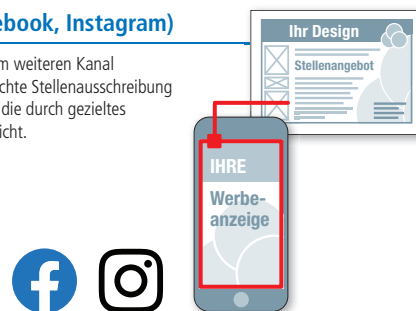 ebook, Instagram)
m weiteren Kanal
chte Stellenausschreibung
die durch gezieltes
icht.
Ihr Design
Stellenangebot
IHRE
Werbe-
anzeige